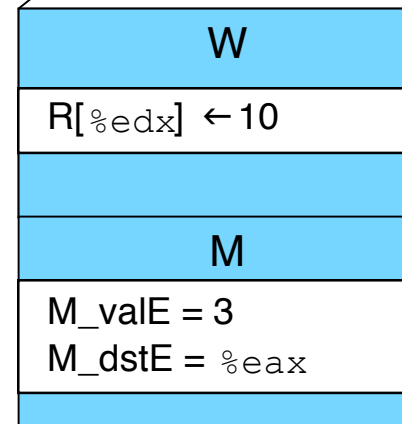 W
R[%edx] ← 10
M
M_valE = 3
M_dstE = %eax